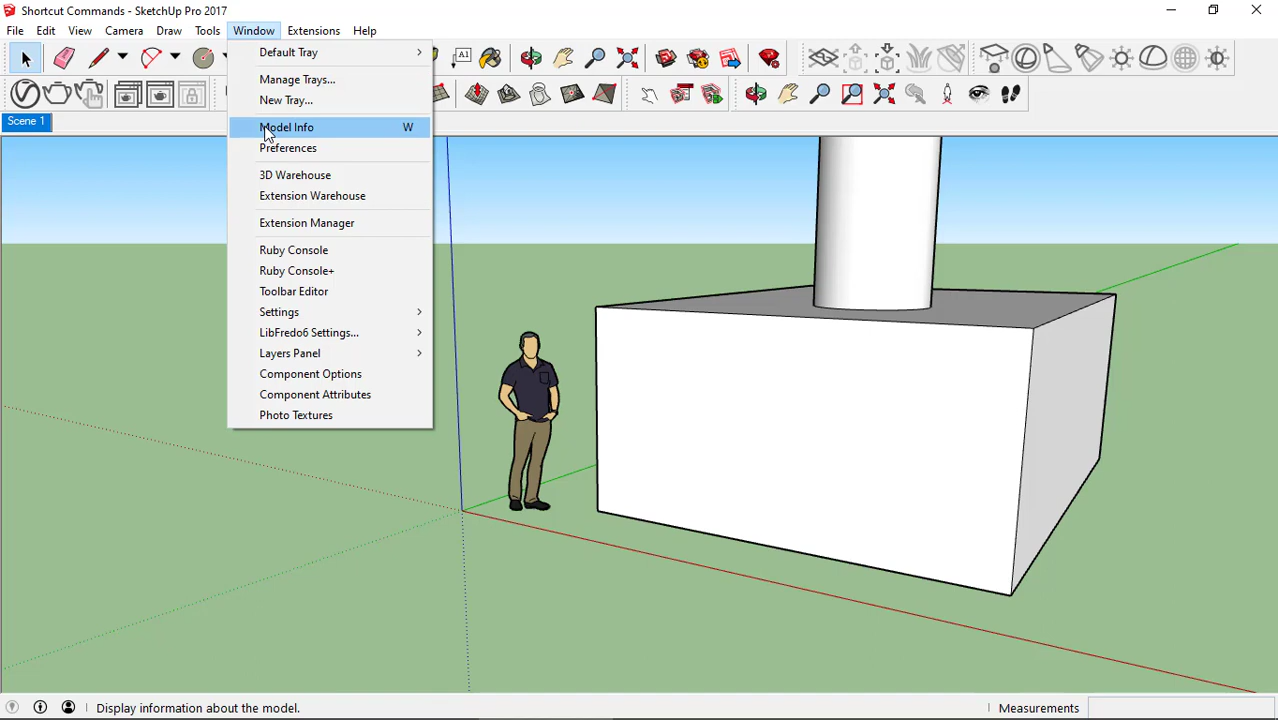 Shortcut Commands - SketchUp Pro 2017
File Edit View Camera Draw Tools Window Extensions Help
A1
Scene 1
Default Tray
Manage Trays...
New Tray...
Model Info W
Preferences
3D Warehouse
Extension Warehouse
Extension Manager
Ruby Console
Ruby Console+
Toolbar Editor
Settings
LibFredo6 Settings...
Layers Panel
Component Options
Component Attributes
Photo Textures
Display information about the model.
Measurements